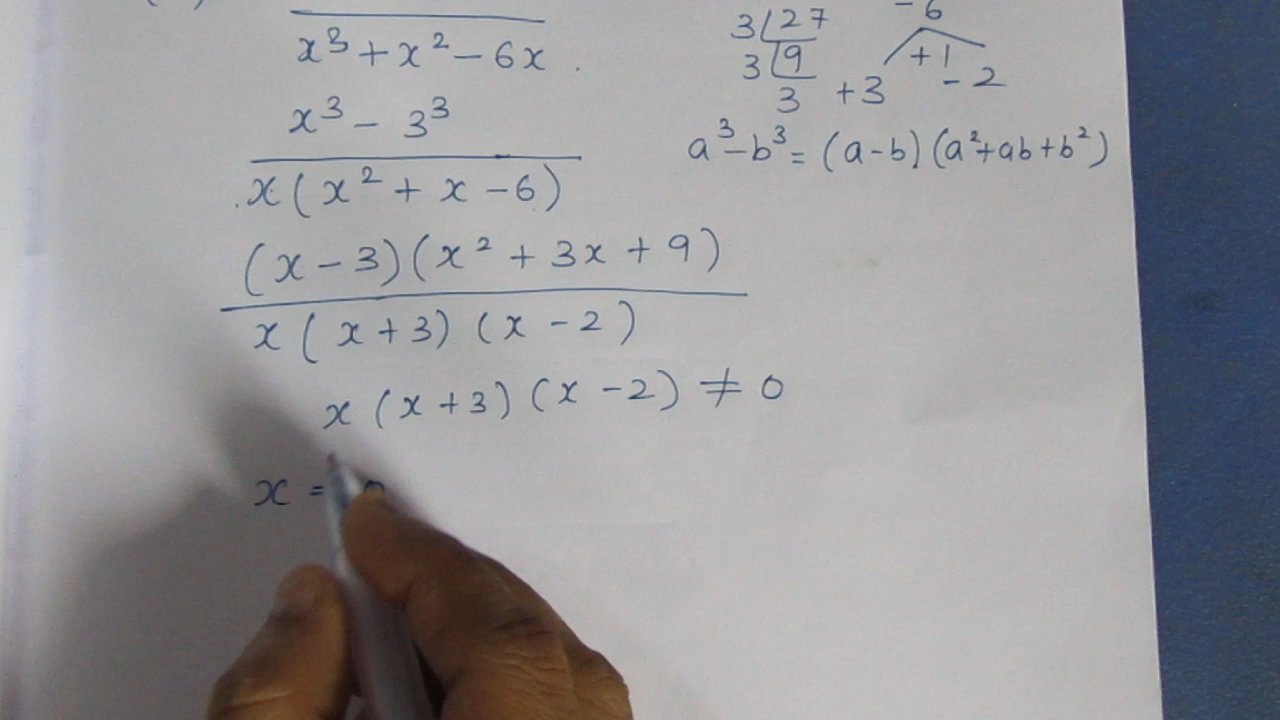 x³ + x² - 6x .
x³ - 3³
x ( x² + x - 6 )
( x - 3 ) ( x² + 3x + 9 )
x ( x + 3 ) ( x - 2 )
x ( x + 3 ) ( x - 2 ) ≠ 0
x =
3 | 27
3 | 9
3
- 6
+ 1
+3 - 2
a³ - b³ = ( a - b ) ( a² + ab + b² )